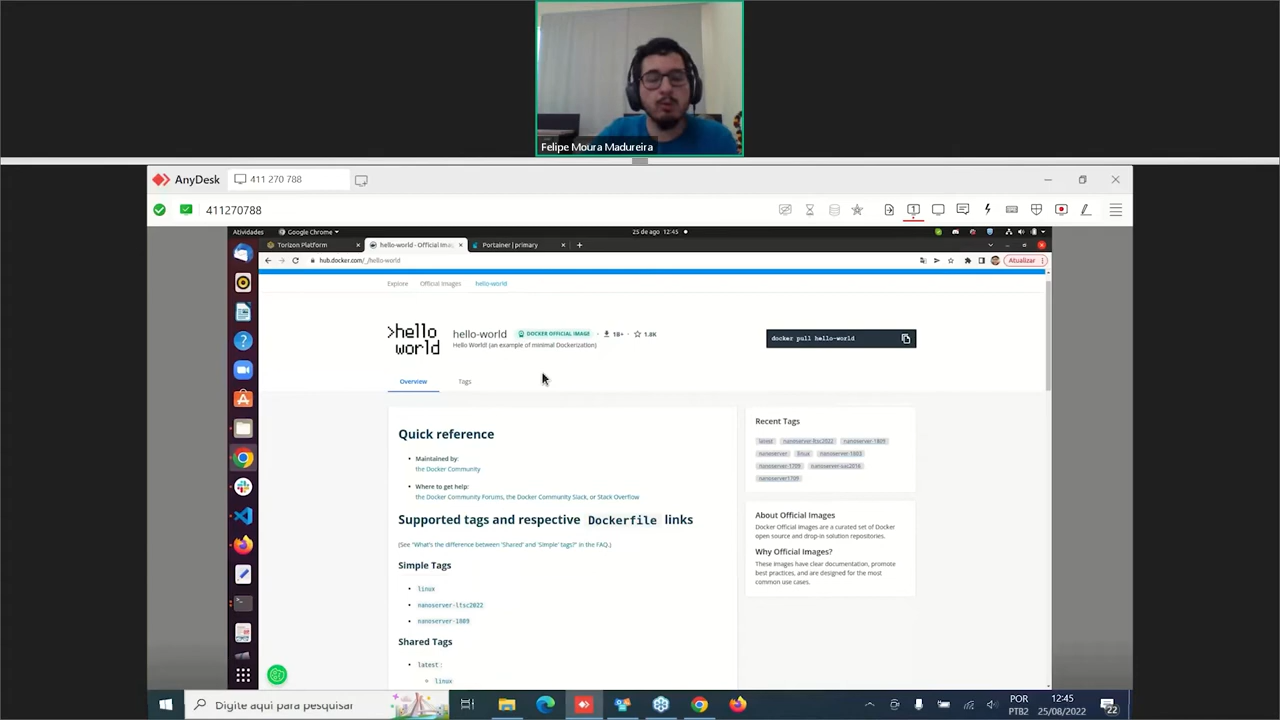 Felipe Moura Madureira
AnyDesk
411 270 788
411270788
1
Atividades
Google Chrome
25 de ago 12:45
Torizon Platform
hello-world - Official Ima
Portainer | primary
hub.docker.com/_/hello-world
Atualizar
Explore
Official Images
hello-world
>hello
world
hello-world
DOCKER OFFICIAL IMAGE
1B+
1.8K
Hello World! (an example of minimal Dockerization)
docker pull hello-world
Overview
Tags
Quick reference
Maintained by:
the Docker Community
Where to get help:
the Docker Community Forums, the Docker Community Slack, or Stack Overflow
Supported tags and respective Dockerfile links
(See "What's the difference between 'Shared' and 'Simple' tags?" in the FAQ.)
Simple Tags
linux
nanoserver-ltsc2022
nanoserver-1809
Shared Tags
latest:
linux
Recent Tags
latest nanoserver-ltsc2022 nanoserver-1809
nanoserver linux nanoserver-1803
nanoserver-1709 nanoserver-sac2016
nanoserver1709
About Official Images
Docker Official Images are a curated set of Docker
open source and drop-in solution repositories.
Why Official Images?
These images have clear documentation, promote
best practices, and are designed for the most
common use cases.
Digite aqui para pesquisar
POR
PTB2
12:45
25/08/2022
22